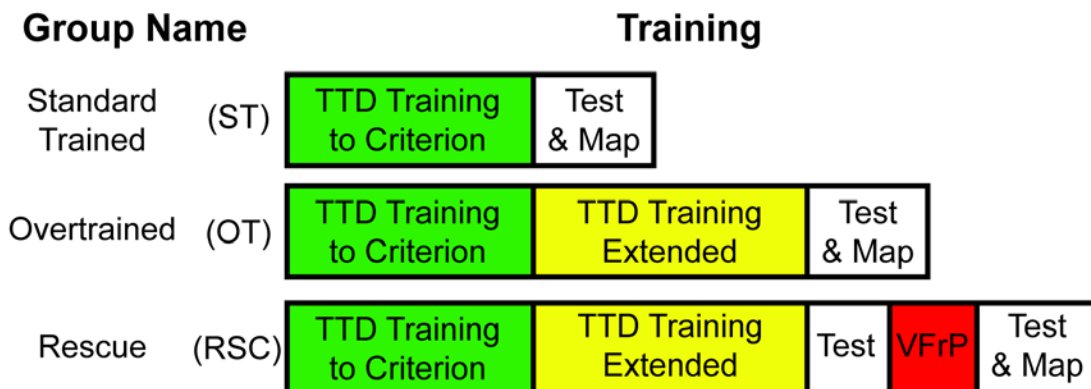 Group Name Training
Standard Trained (ST) TTD Training to Criterion Test & Map
Overtrained (OT) TTD Training to Criterion TTD Training Extended Test & Map
Rescue (RSC) TTD Training to Criterion TTD Training Extended Test VFrP Test & Map